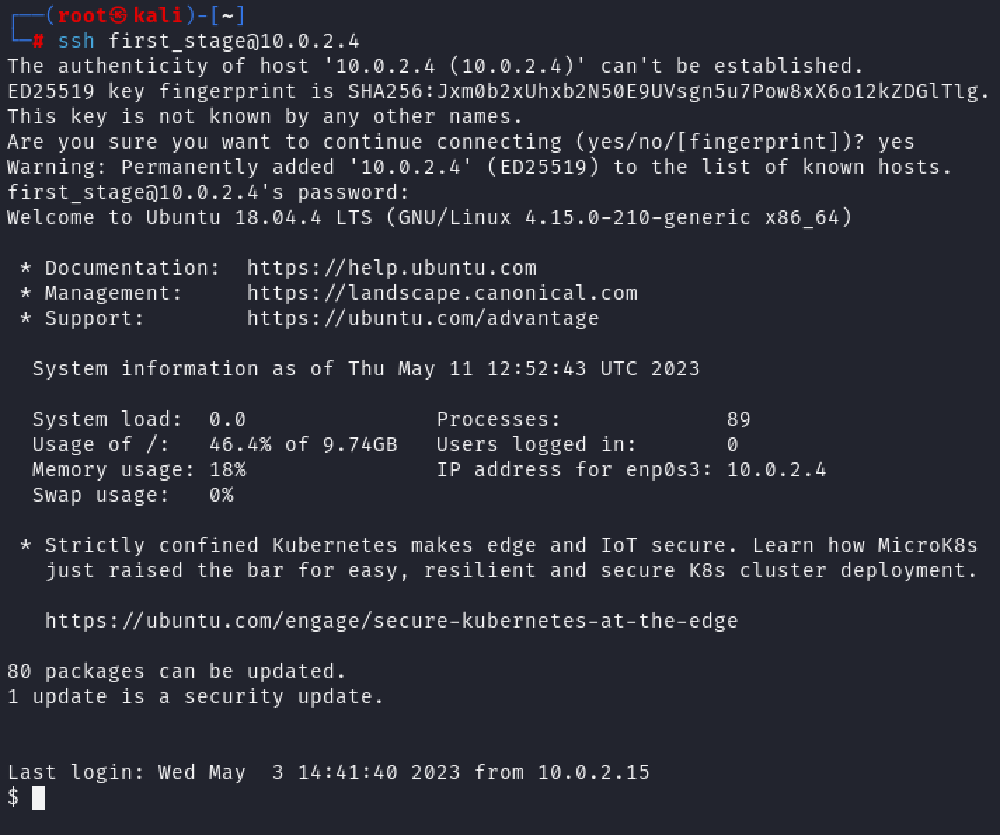 ┌──(root㉿kali)-[~]
└─# ssh first_stage@10.0.2.4
The authenticity of host '10.0.2.4 (10.0.2.4)' can't be established.
ED25519 key fingerprint is SHA256:Jxm0b2xUhxb2N50E9UVsgn5u7Pow8xX6o12kZDGlTlg.
This key is not known by any other names.
Are you sure you want to continue connecting (yes/no/[fingerprint])? yes
Warning: Permanently added '10.0.2.4' (ED25519) to the list of known hosts.
first_stage@10.0.2.4's password:
Welcome to Ubuntu 18.04.4 LTS (GNU/Linux 4.15.0-210-generic x86_64)

 * Documentation:  https://help.ubuntu.com
 * Management:     https://landscape.canonical.com
 * Support:        https://ubuntu.com/advantage

  System information as of Thu May 11 12:52:43 UTC 2023

  System load:  0.0               Processes:             89
  Usage of /:   46.4% of 9.74GB   Users logged in:       0
  Memory usage: 18%               IP address for enp0s3: 10.0.2.4
  Swap usage:   0%

 * Strictly confined Kubernetes makes edge and IoT secure. Learn how MicroK8s
   just raised the bar for easy, resilient and secure K8s cluster deployment.

   https://ubuntu.com/engage/secure-kubernetes-at-the-edge

80 packages can be updated.
1 update is a security update.


Last login: Wed May  3 14:41:40 2023 from 10.0.2.15
$